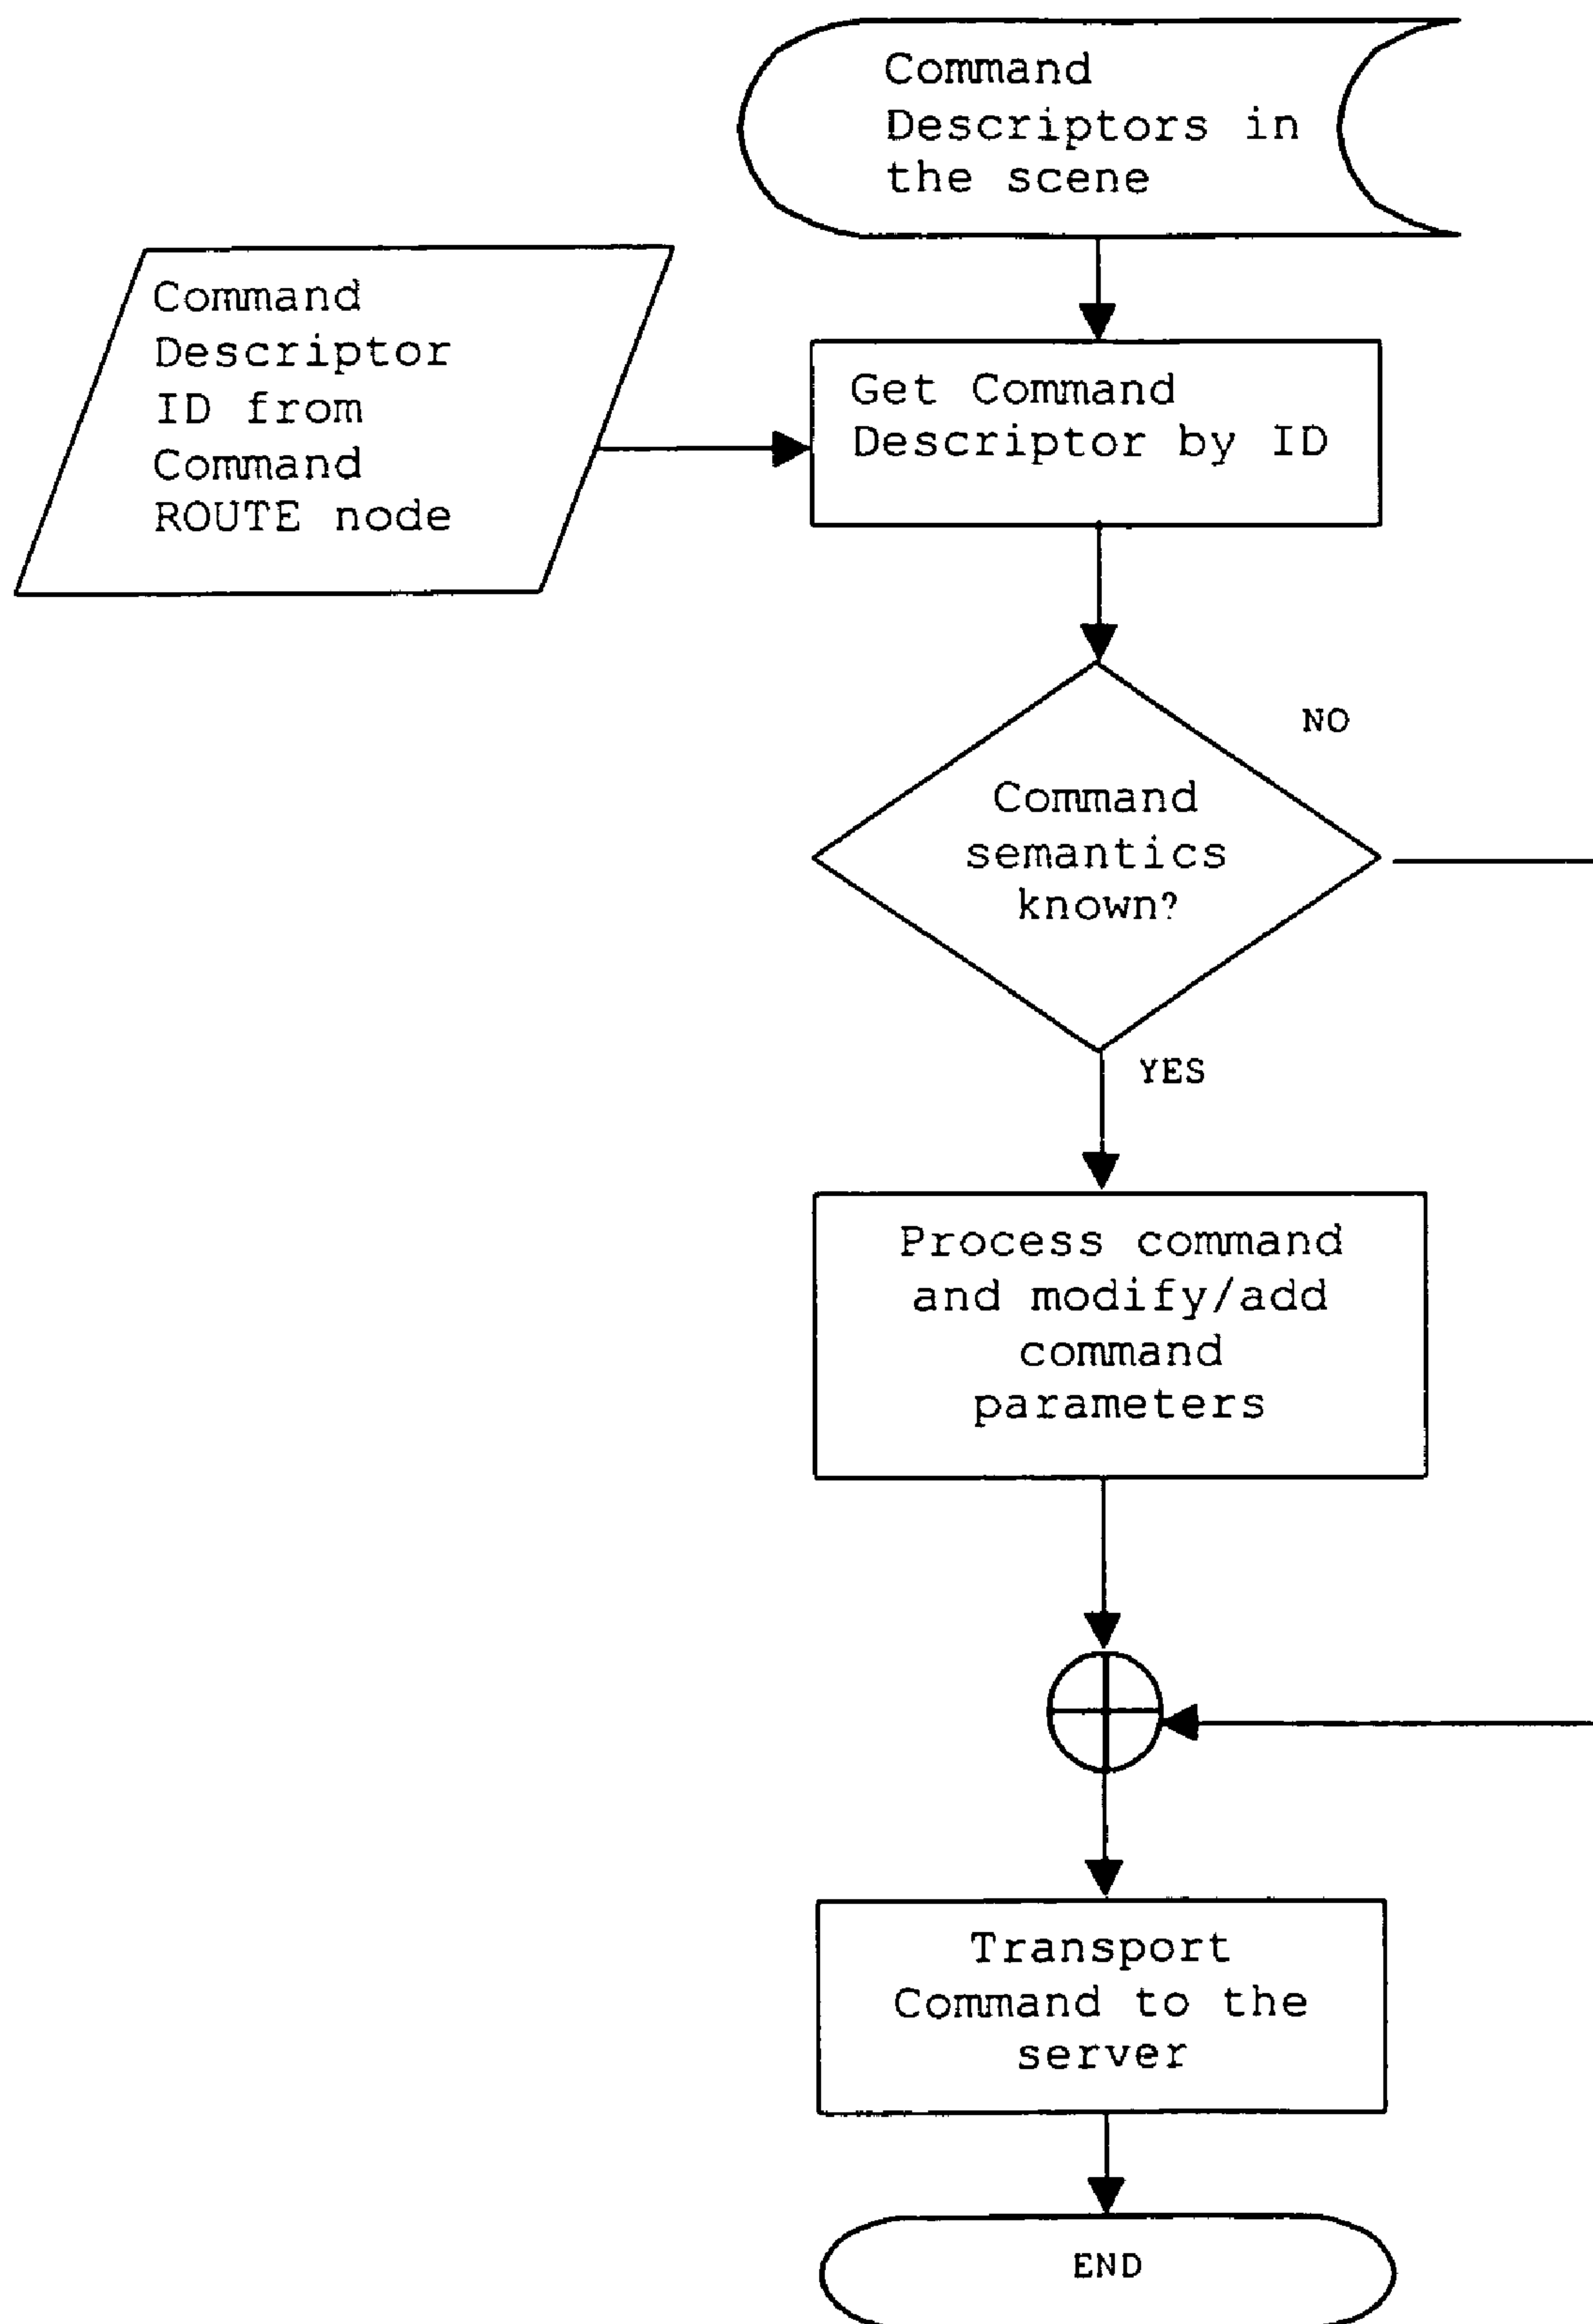 Command
Descriptors in
the scene
Command
Descriptor
ID from
Command
ROUTE node
Get Command
Descriptor by ID
NO
Command
semantics
known?
YES
Process command
and modify/add
command
parameters
Transport
Command to the
server
END